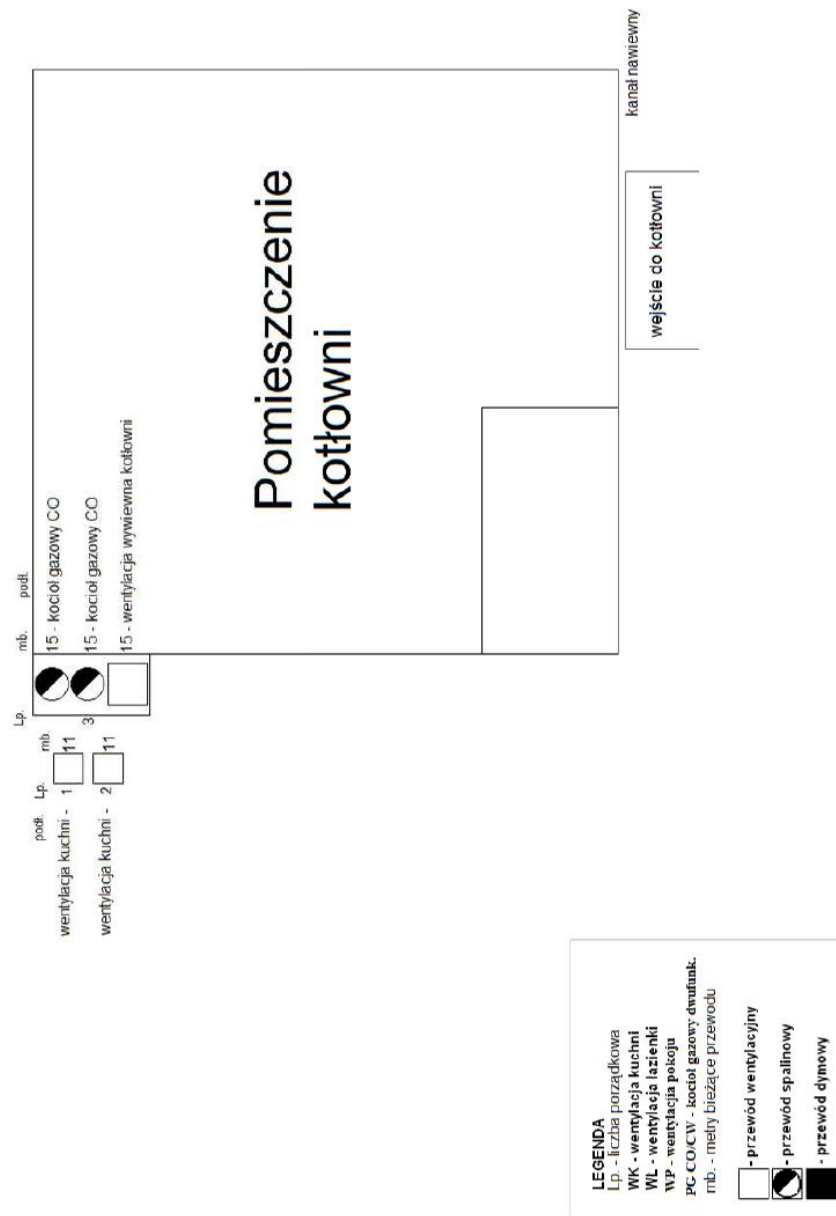 Lp. mb. podł.
15 - kocioł gazowy CO
15 - kocioł gazowy CO
15 - wentylacja wywiewna kotłowni
podł. Lp. mb.
wentylacja kuchni - 1 11
3
wentylacja kuchni - 2 11
Pomieszczenie
kotłowni
kanał nawiewny
wejście do kotłowni
LEGENDA
Lp. - liczba porządkowa
WK - wentylacja kuchni
WL - wentylacja łazienki
WP - wentylacjia pokoju
PG CO/CW - kocioł gazowy dwufunk.
mb. - metry bieżące przewodu
- przewód wentylacyjny
- przewód spalinowy
- przewód dymowy